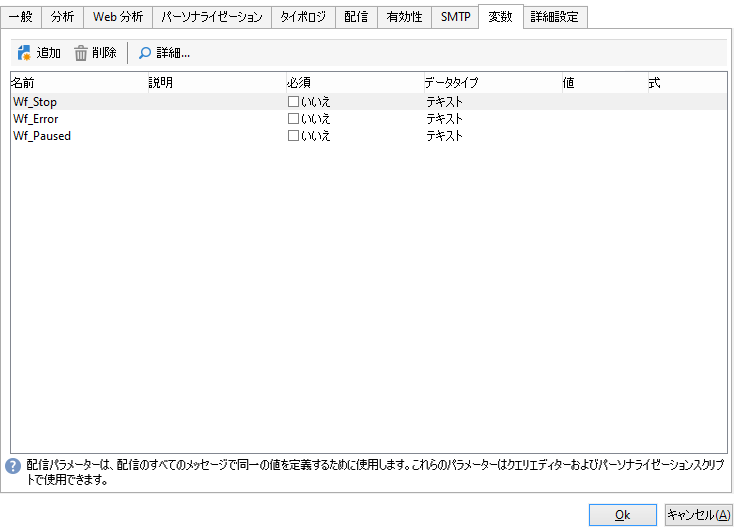 一般 分析 Web 分析 パーソナライゼーション タイポロジ 配信 有効性 SMTP 変数 詳細設定
追加 削除 詳細...
名前 説明 必須 データタイプ 値 式
Wf_Stop いいえ テキスト
Wf_Error いいえ テキスト
Wf_Paused いいえ テキスト
配信パラメーターは、配信のすべてのメッセージで同一の値を定義するために使用します。これらのパラメーターはクエリエディターおよびパーソナライゼーションスクリプ
トで使用できます。
Ok キャンセル(A)